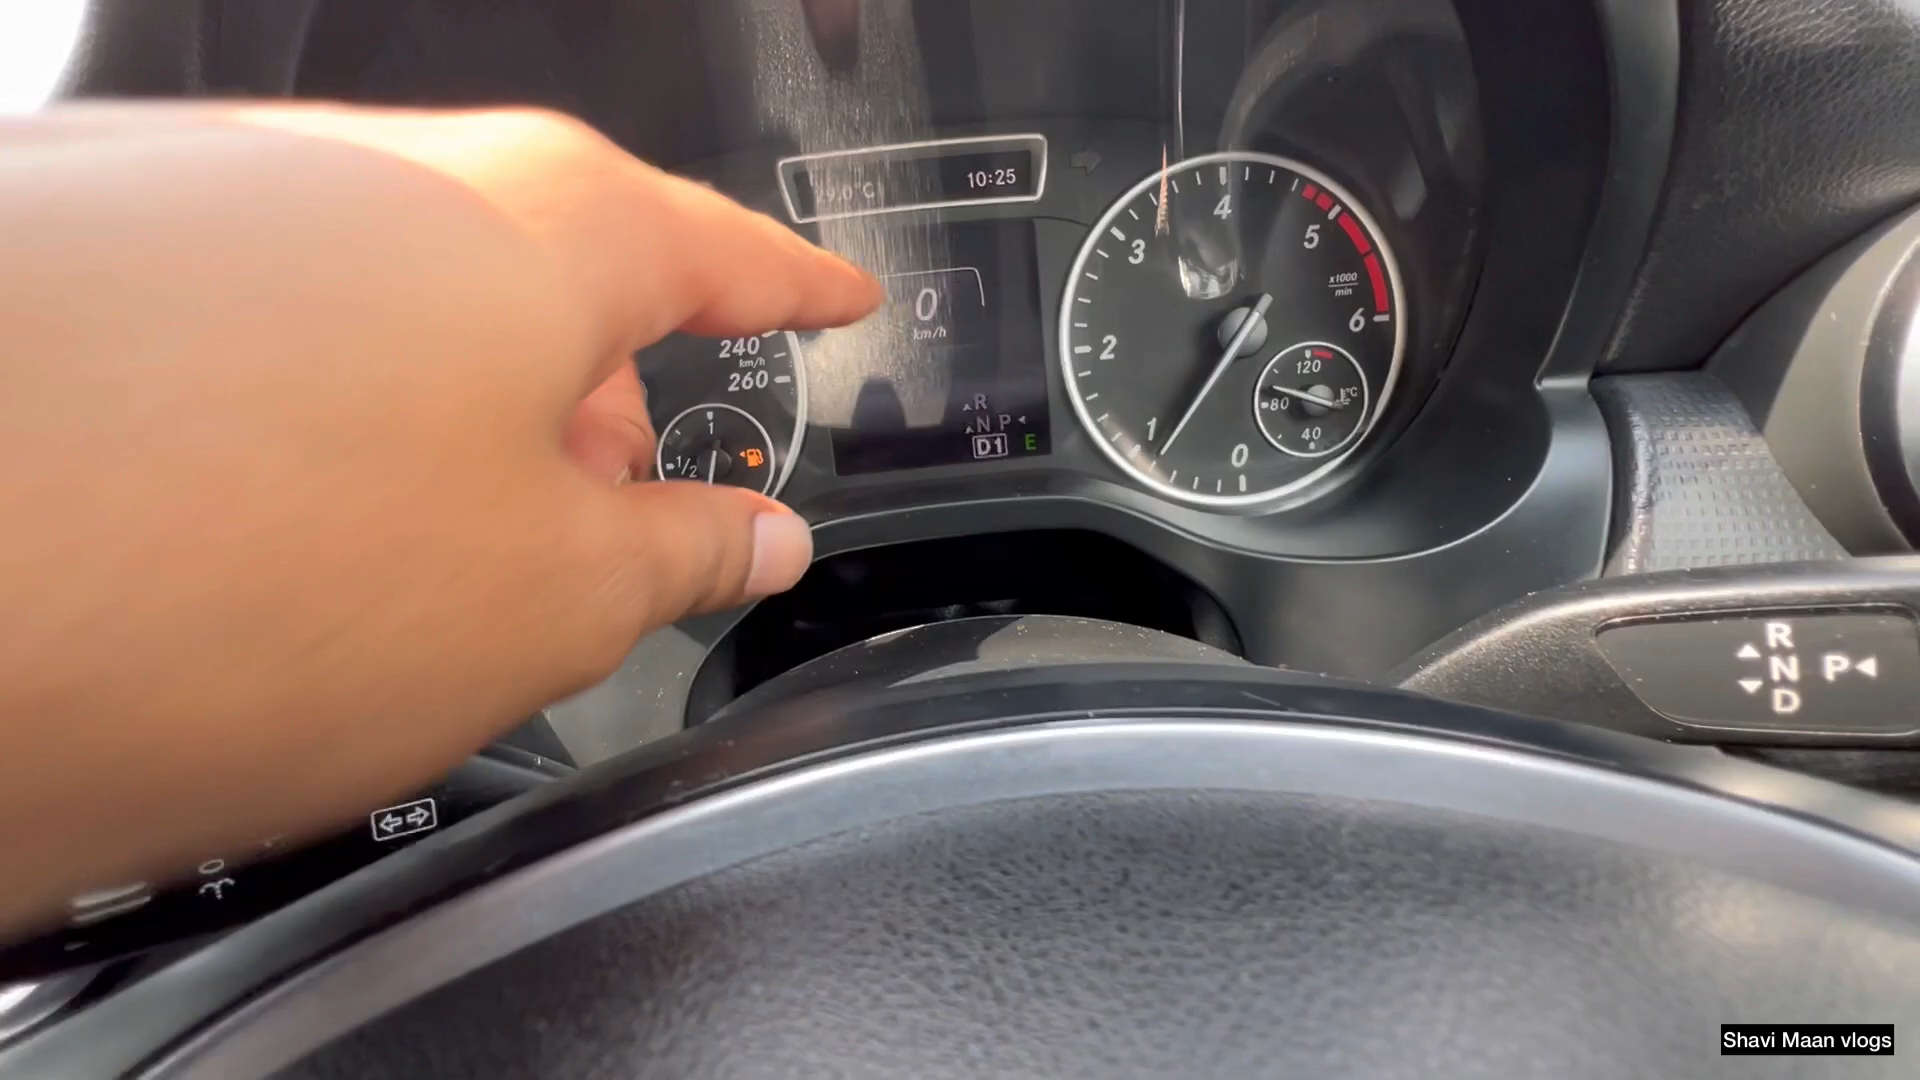 10:25
0
km/h
240
km/h
260
1
1/2
R
N P
D1 E
0
1
2
3
4
5
6
x1000
min
120
80
40
°C
R
N P
D
Shavi Maan vlogs